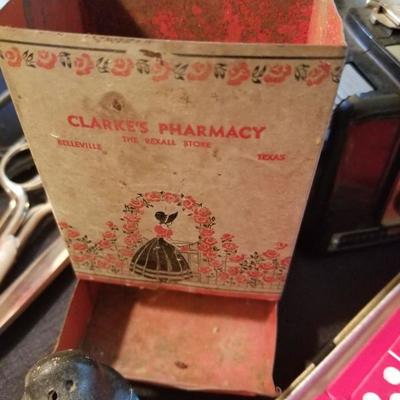 CLARKE'S PHARMACY
THE REXALL STORE
BELLEVILLE TEXAS